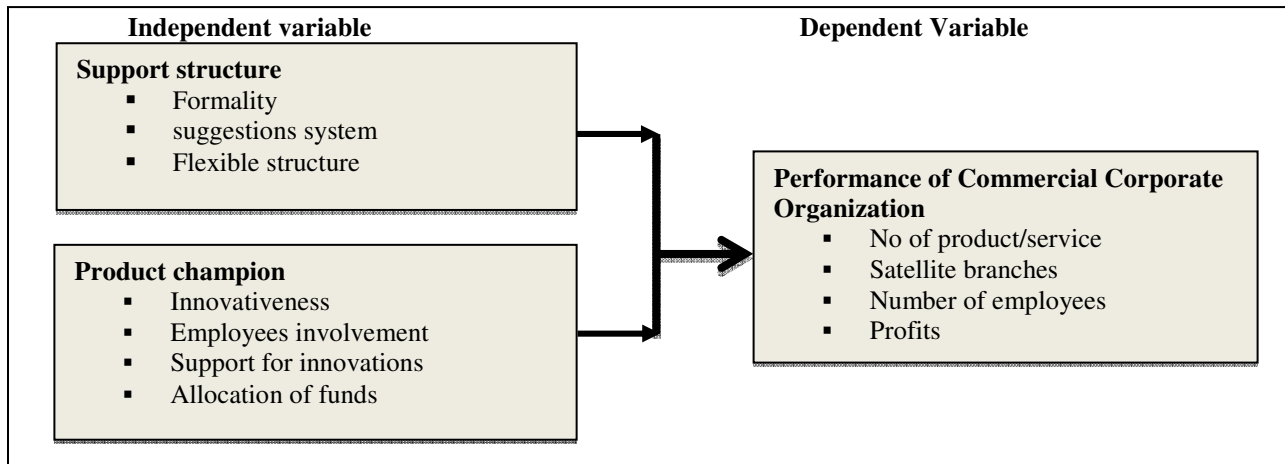 Independent variable
Dependent Variable
Support structure
▪ Formality
▪ suggestions system
▪ Flexible structure
Product champion
▪ Innovativeness
▪ Employees involvement
▪ Support for innovations
▪ Allocation of funds
Performance of Commercial Corporate
Organization
▪ No of product/service
▪ Satellite branches
▪ Number of employees
▪ Profits